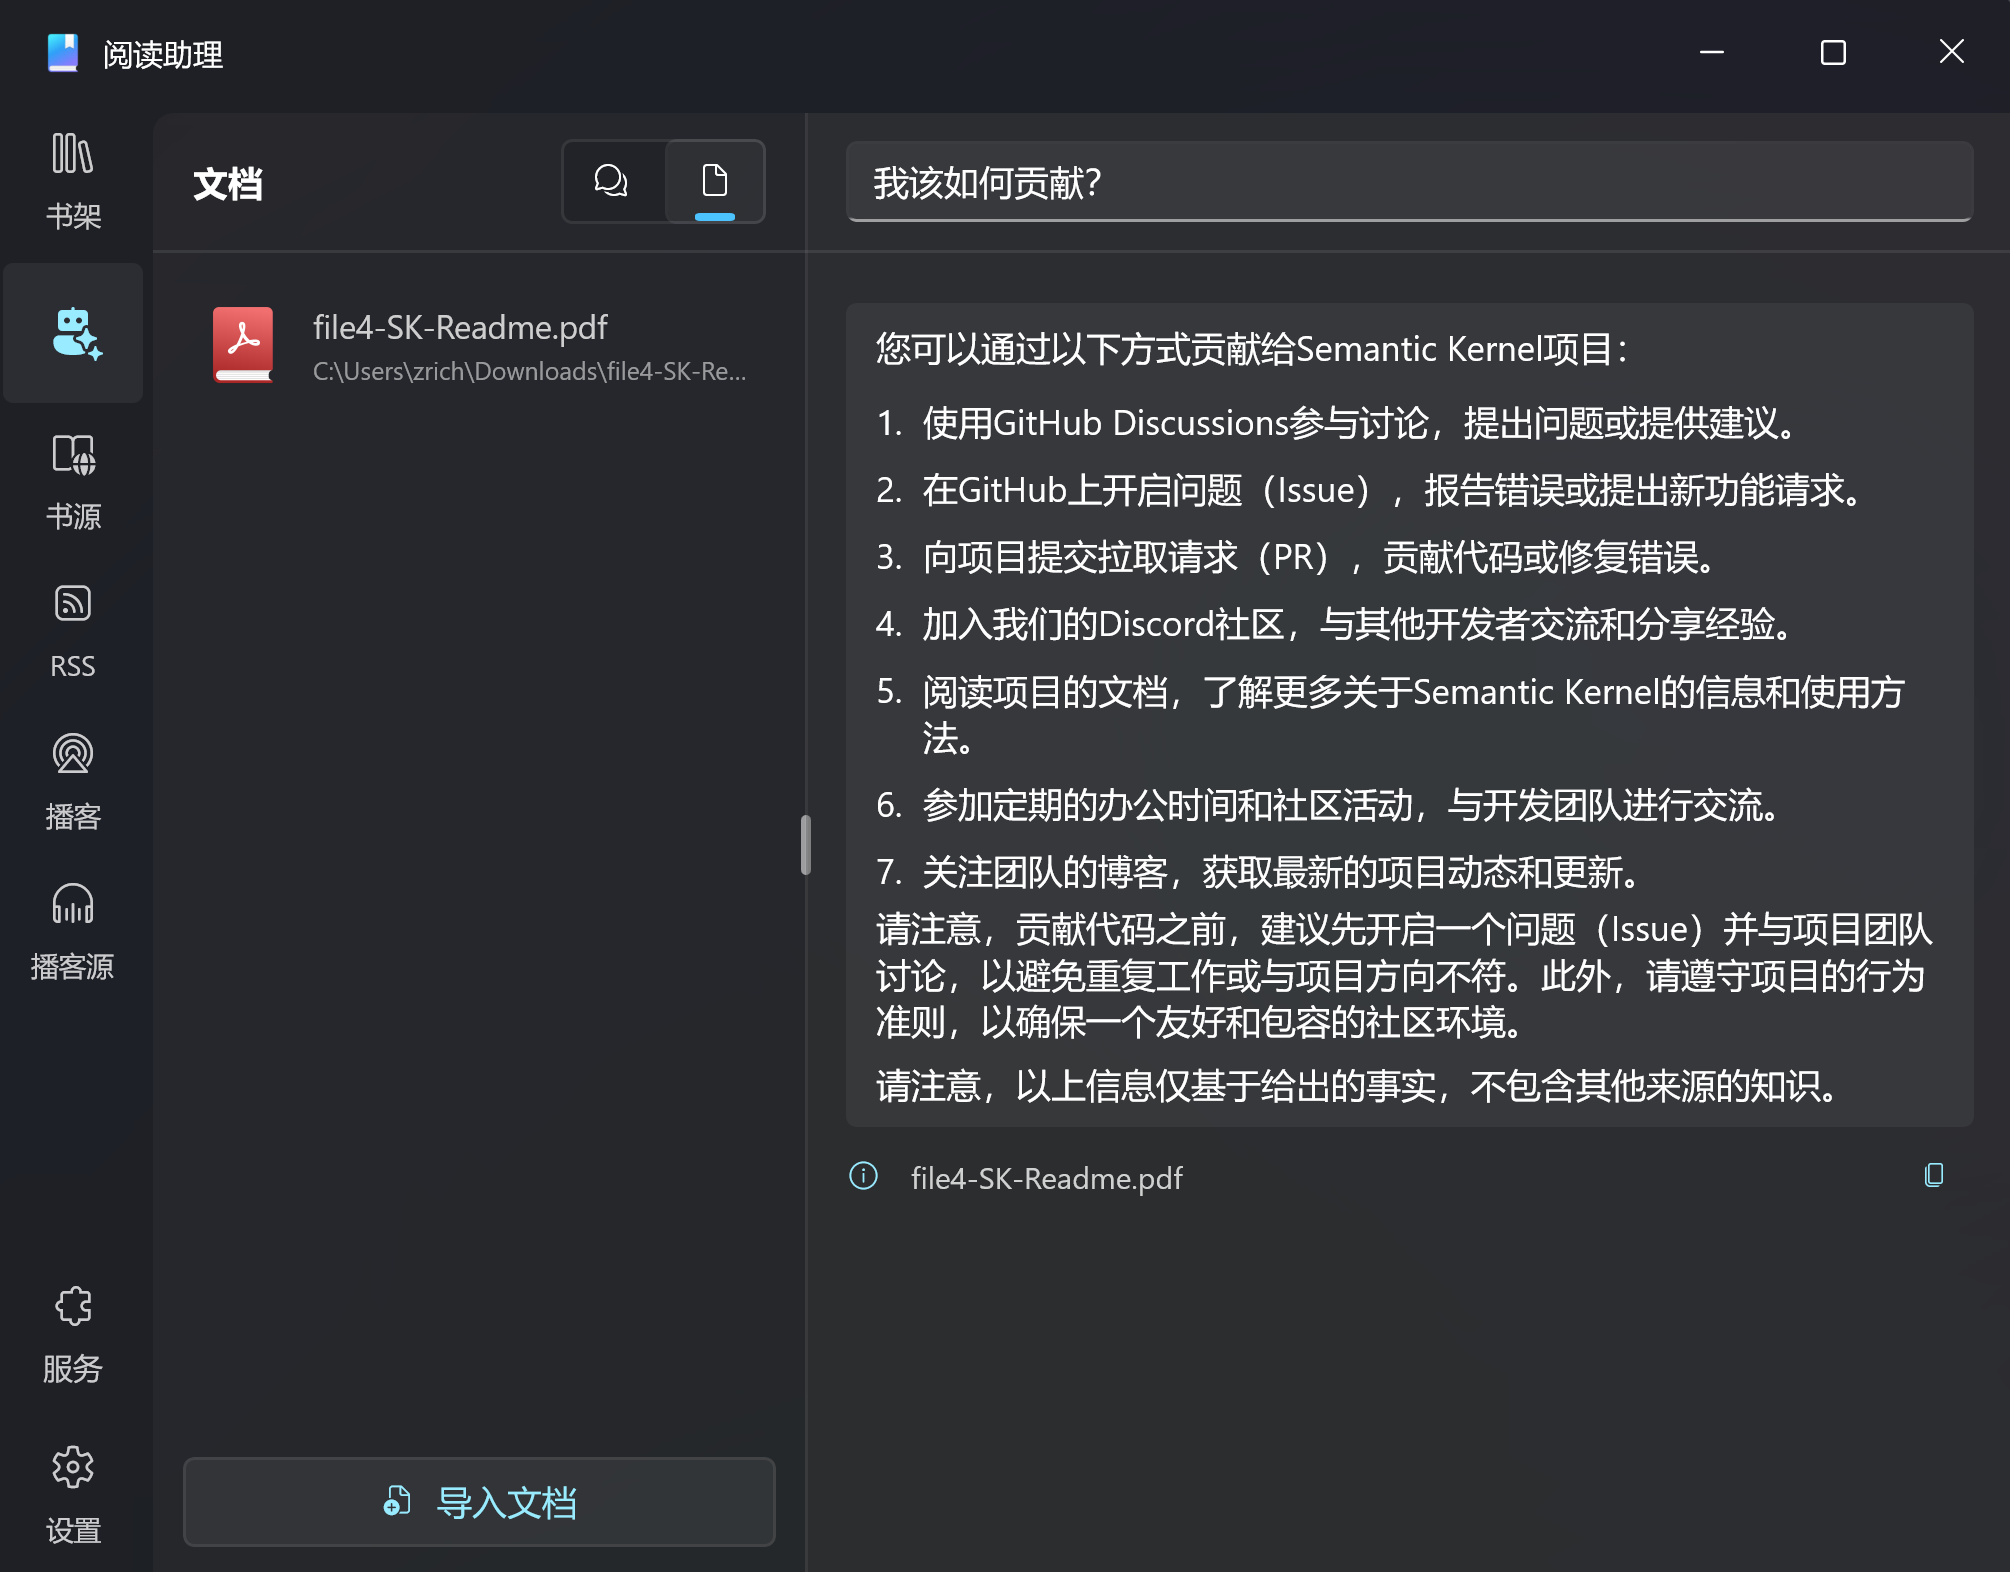 阅读助理
书架
书源
RSS
播客
播客源
服务
设置
文档
file4-SK-Readme.pdf
C:\Users\zrich\Downloads\file4-SK-Re...
导入文档
我该如何贡献?
您可以通过以下方式贡献给Semantic Kernel项目：
1. 使用GitHub Discussions参与讨论，提出问题或提供建议。
2. 在GitHub上开启问题（Issue），报告错误或提出新功能请求。
3. 向项目提交拉取请求（PR），贡献代码或修复错误。
4. 加入我们的Discord社区，与其他开发者交流和分享经验。
5. 阅读项目的文档，了解更多关于Semantic Kernel的信息和使用方
法。
6. 参加定期的办公时间和社区活动，与开发团队进行交流。
7. 关注团队的博客，获取最新的项目动态和更新。
请注意，贡献代码之前，建议先开启一个问题（Issue）并与项目团队
讨论，以避免重复工作或与项目方向不符。此外，请遵守项目的行为
准则，以确保一个友好和包容的社区环境。
请注意，以上信息仅基于给出的事实，不包含其他来源的知识。
file4-SK-Readme.pdf